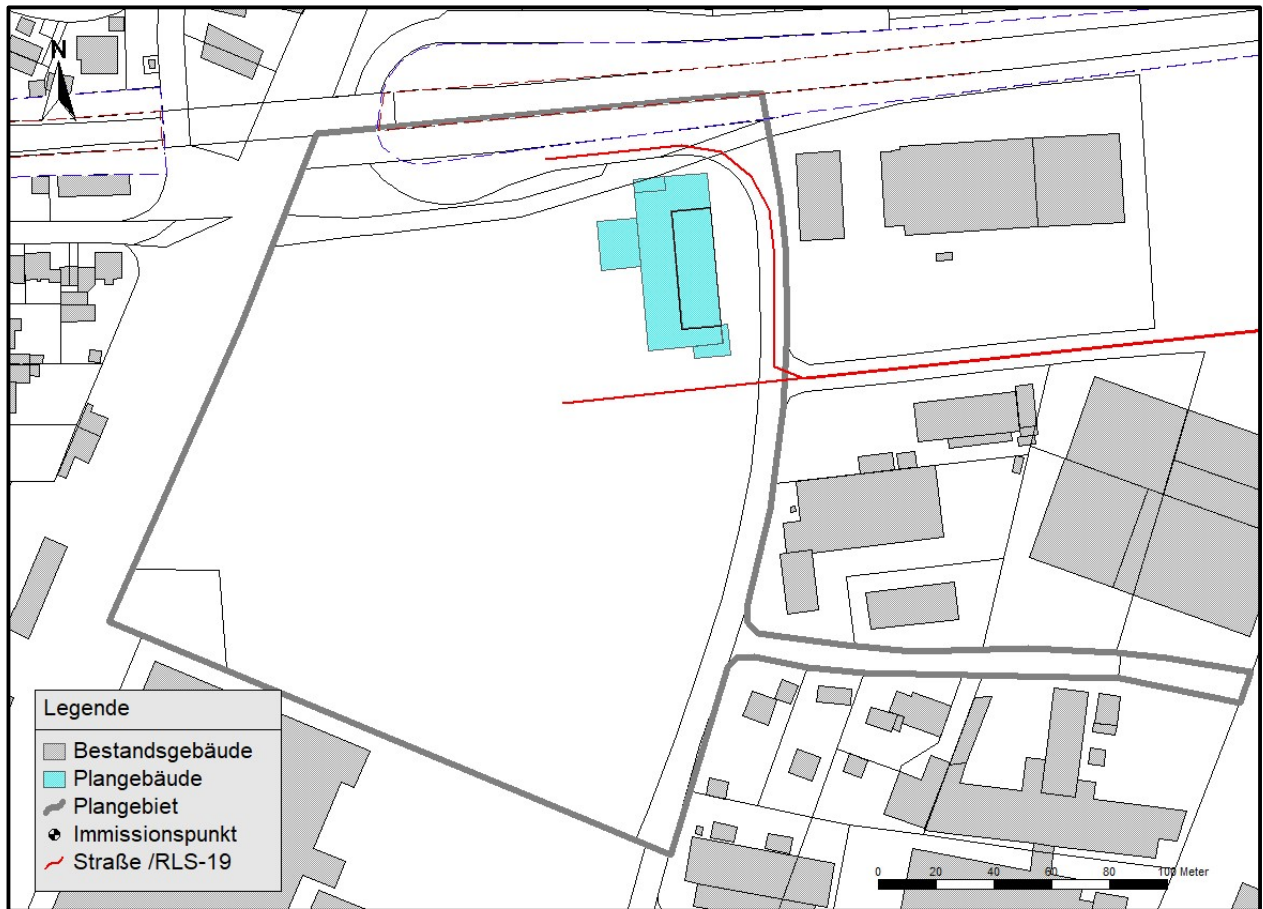 N
Legende
Bestandsgebäude
Plangebäude
Plangebiet
Immissionspunkt
Straße /RLS-19
0 20 40 60 80 100 Meter